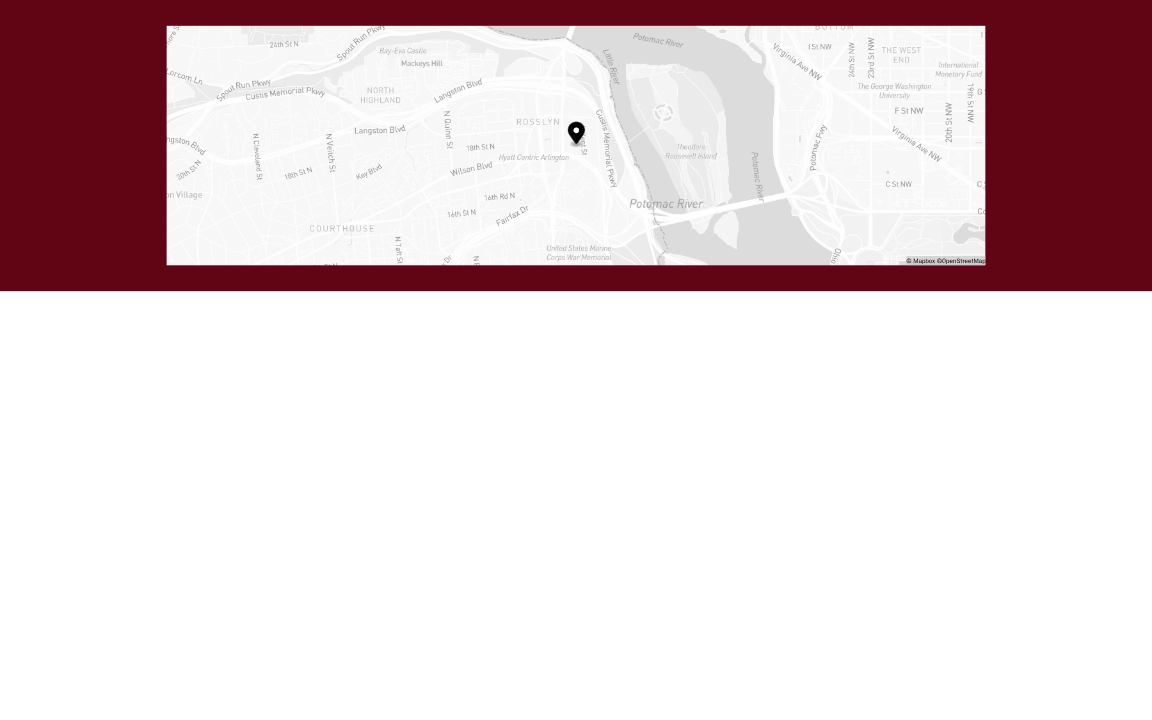 24th St N
Spout Run Pkwy
Bay-Eva Castle
Mackeys Hill
Potomac River
BOTTOM
I St NW
Virginia Ave NW
24th St NW
23rd St NW
THE WEST
END
International
Monetary Fund
Lorcom Ln
Spout Run Pkwy
Custis Memorial Pkwy
NORTH
HIGHLAND
Langston Blvd
Little River
The George Washington
University
19th St NW
G
F St NW
20th St NW
ROSSLYN
Custis Memorial Pkwy
Langston Blvd
N Quinn St
Virginia Ave NW
Potomac Fwy
ngston Blvd
N Cleveland St
N Veitch St
18th St N
Hyatt Centric Arlington
Theodore
Roosevelt Island
Potomac River
20th St N
18th St N
Key Blvd
Wilson Blvd
C St NW
C
on Village
16th Rd N
Potomac River
16th St N
Fairfax Dr
Co
COURTHOUSE
N Taft St
Dr
United States Marine
Corps War Memorial
Ohio
© Mapbox ©OpenStreetMap